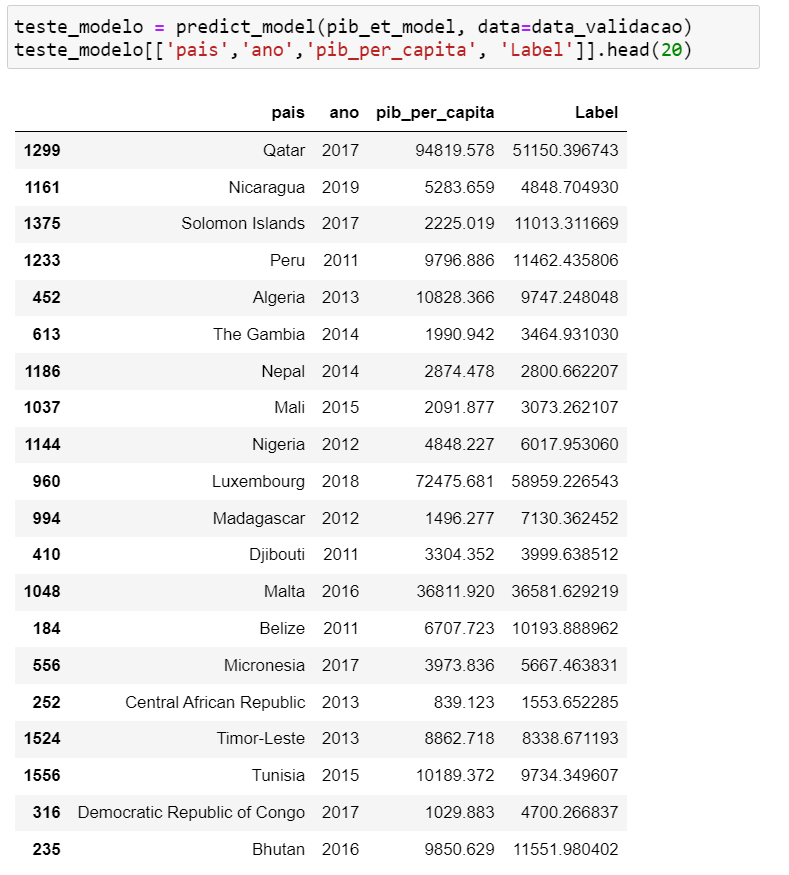 teste_modelo = predict_model(pib_et_model, data=data_validacao)
teste_modelo[['pais','ano','pib_per_capita', 'Label']].head(20)
pais ano pib_per_capita Label
1299 Qatar 2017 94819.578 51150.396743
1161 Nicaragua 2019 5283.659 4848.704930
1375 Solomon Islands 2017 2225.019 11013.311669
1233 Peru 2011 9796.886 11462.435806
452 Algeria 2013 10828.366 9747.248048
613 The Gambia 2014 1990.942 3464.931030
1186 Nepal 2014 2874.478 2800.662207
1037 Mali 2015 2091.877 3073.262107
1144 Nigeria 2012 4848.227 6017.953060
960 Luxembourg 2018 72475.681 58959.226543
994 Madagascar 2012 1496.277 7130.362452
410 Djibouti 2011 3304.352 3999.638512
1048 Malta 2016 36811.920 36581.629219
184 Belize 2011 6707.723 10193.888962
556 Micronesia 2017 3973.836 5667.463831
252 Central African Republic 2013 839.123 1553.652285
1524 Timor-Leste 2013 8862.718 8338.671193
1556 Tunisia 2015 10189.372 9734.349607
316 Democratic Republic of Congo 2017 1029.883 4700.266837
235 Bhutan 2016 9850.629 11551.980402